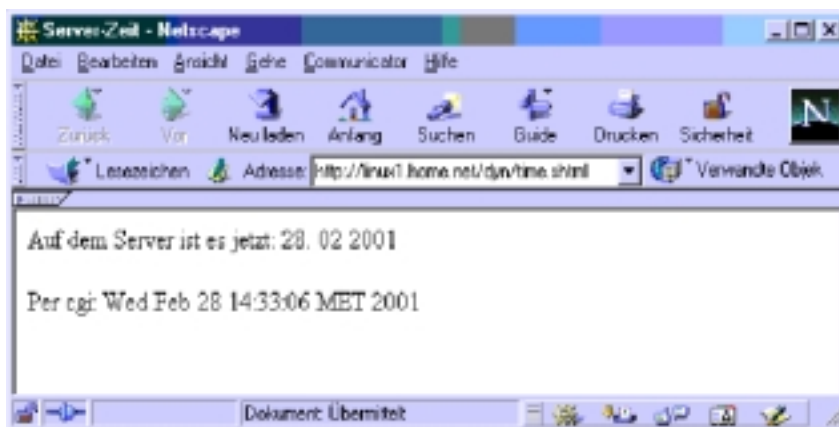 Server-Zeit - Netscape
Datei Bearbeiten Ansicht Gehe Communicator Hilfe
N
Zurück Vor Neu laden Anfang Suchen Guide Drucken Sicherheit
Lesezeichen Adresse: http://linux1.home.net/dyn/time.shtml Verwandte Objek
Auf dem Server ist es jetzt: 28. 02 2001
Per cgi: Wed Feb 28 14:33:06 MET 2001
Dokument: Übermittelt